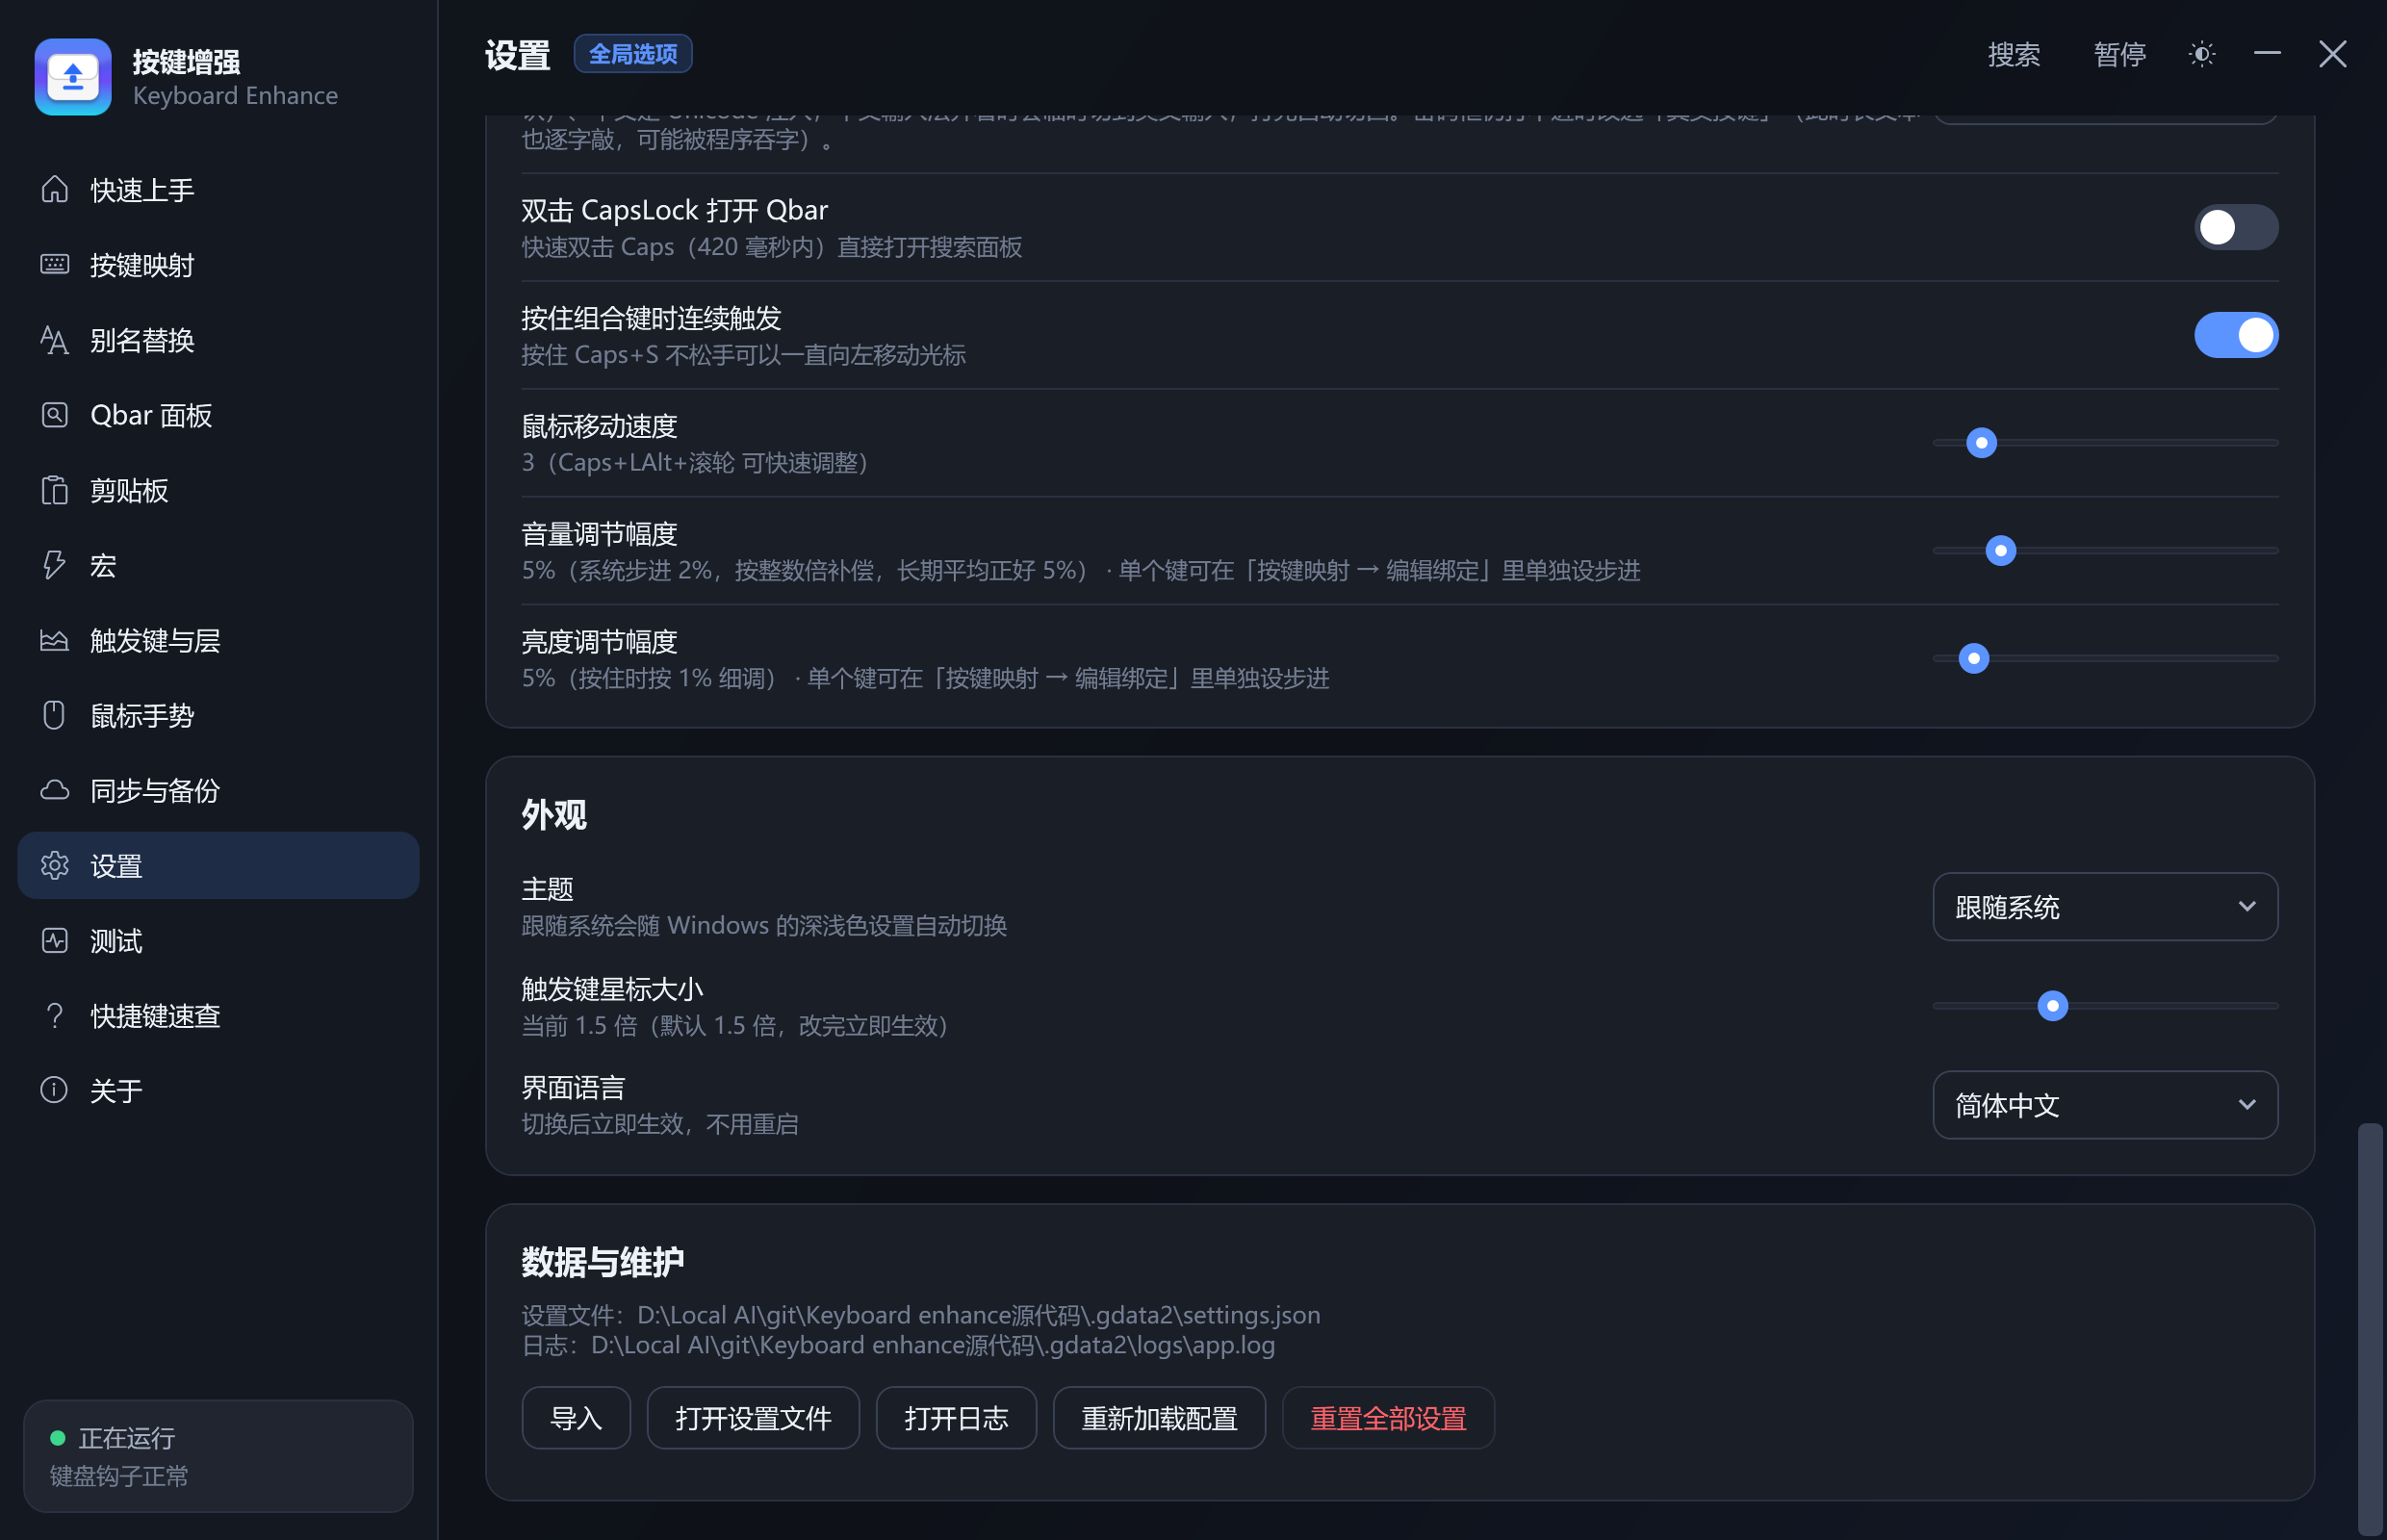 按键增强
Keyboard Enhance
快速上手
按键映射
别名替换
Qbar 面板
剪贴板
宏
触发键与层
鼠标手势
同步与备份
设置
测试
快捷键速查
关于
正在运行
键盘钩子正常
设置
全局选项
搜索
暂停
也逐字敲，可能被程序吞字）。
双击 CapsLock 打开 Qbar
快速双击 Caps（420 毫秒内）直接打开搜索面板
按住组合键时连续触发
按住 Caps+S 不松手可以一直向左移动光标
鼠标移动速度
3（Caps+LAlt+滚轮 可快速调整）
音量调节幅度
5%（系统步进 2%，按整数倍补偿，长期平均正好 5%） · 单个键可在「按键映射 → 编辑绑定」里单独设步进
亮度调节幅度
5%（按住时按 1% 细调） · 单个键可在「按键映射 → 编辑绑定」里单独设步进
外观
主题
跟随系统会随 Windows 的深浅色设置自动切换
跟随系统
触发键星标大小
当前 1.5 倍（默认 1.5 倍，改完立即生效）
界面语言
切换后立即生效，不用重启
简体中文
数据与维护
设置文件：D:\Local AI\git\Keyboard enhance源代码\.gdata2\settings.json
日志：D:\Local AI\git\Keyboard enhance源代码\.gdata2\logs\app.log
导入
打开设置文件
打开日志
重新加载配置
重置全部设置